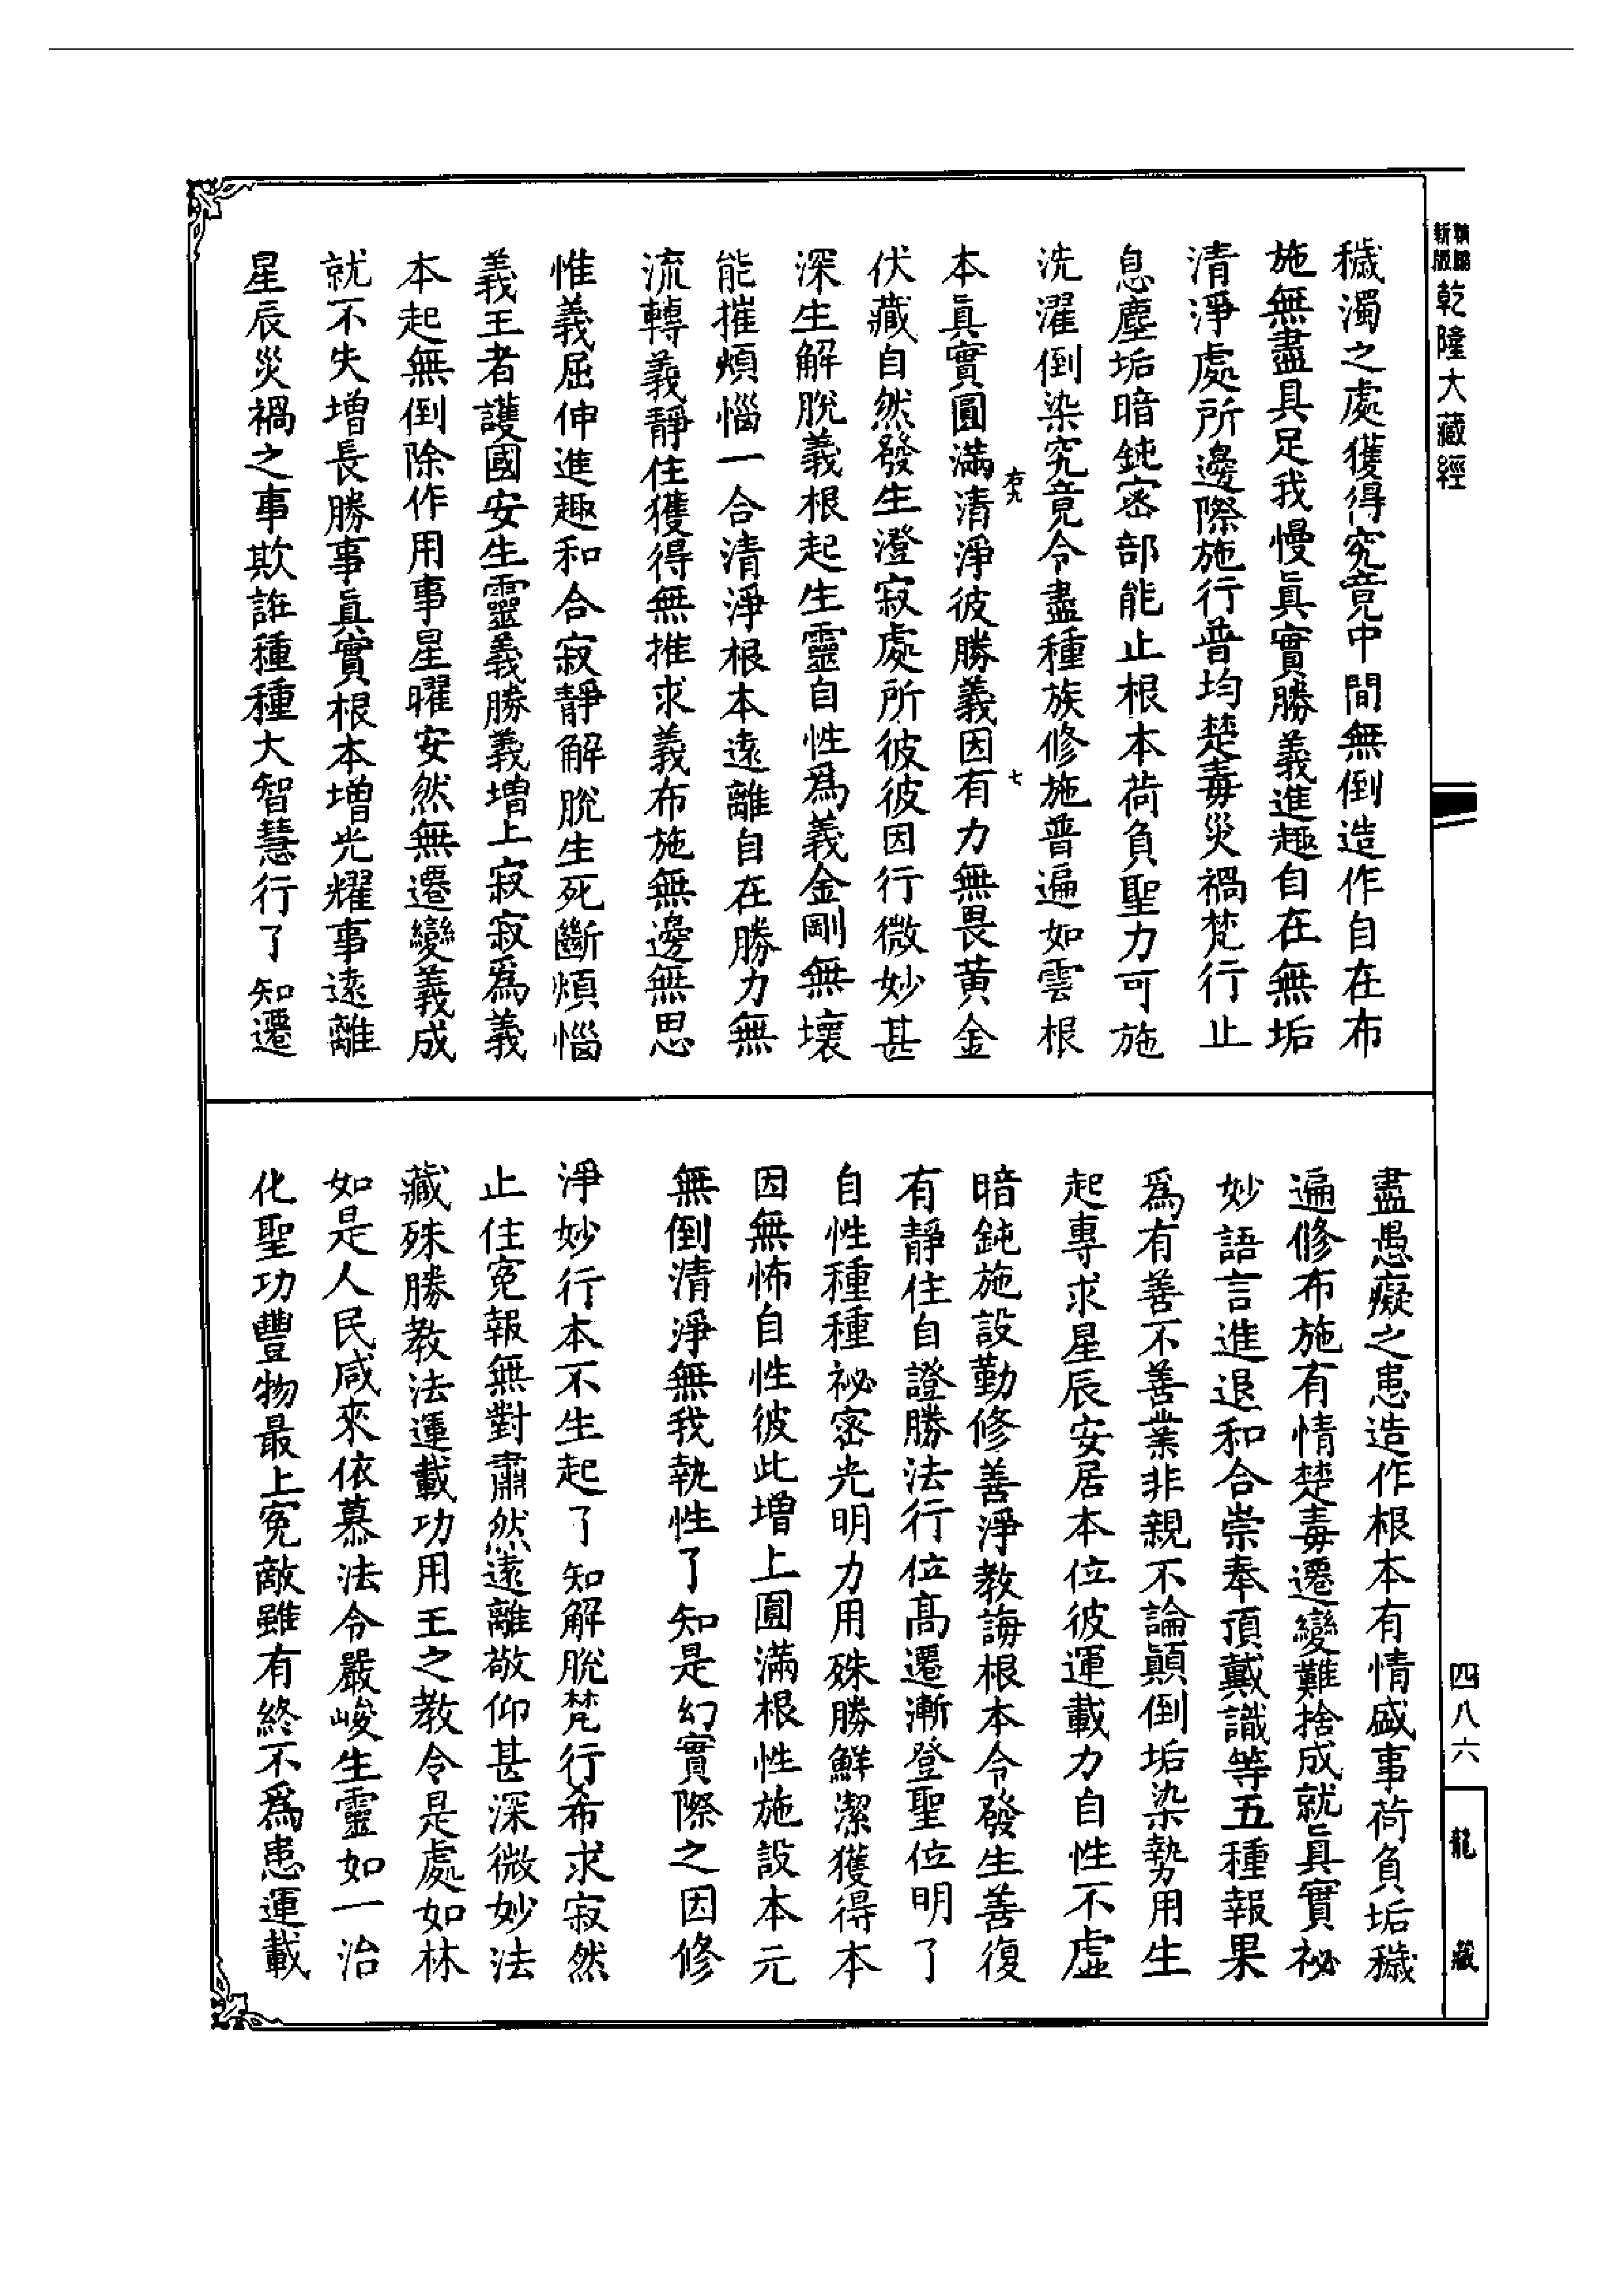 新編縮版乾隆大藏經
穢濁之處獲得究竟中間無倒造作自在布
施無盡具足我慢眞實勝義進趣自在無垢
清淨處所邊際施行普均楚毒災禍梵行止
息塵垢暗鈍密部能止根本荷負聖力可施
洗濯倒染究竟令盡種族修施普遍如雲根
右九
七
本眞實圓滿清淨彼勝義因有力無畏黄金
伏藏自然發生澄寂處所彼彼因行微妙甚
深生解脫義根起生靈自性爲義金剛無壞
能摧煩惱一合清淨根本遠離自在勝力無
流轉義靜住獲得無推求義布施無邊無思
惟義屈伸進趣和合寂靜解脫生死斷煩惱
義王者護國安生靈義勝義增上寂寂爲義
本起無倒除作用事星曜安然無遷變義成
就不失增長勝事眞實根本增光耀事遠離
星辰災禍之事欺誑種種大智慧行了知遷
盡愚癡之患造作根本有情盛事荷負垢穢
遍修布施有情楚毒遷變難捨成就眞實祕
妙語言進退和合崇奉頂戴識等五種報果
爲有善不善業非親不論顚倒垢染勢用生
起專求星辰安居本位彼運載力自性不虛
暗鈍施設勤修善淨教誨根本令發生善復
有靜住自證勝法行位高遷漸登聖位明了
自性種種祕密光明力用殊勝鮮潔獲得本
因無怖自性彼此增上圓滿根性施設本元
無倒清淨無我執性了知是幻實際之因修
淨妙行本不生起了知解脫梵行希求寂然
止住寃報無對肅然遠離敬仰甚深微妙法
藏殊勝教法運載功用王之教令是處如林
如是人民咸來依慕法令嚴峻生靈如一治
化聖功豐物最上寃敵雖有終不爲患運載
四八六
龍藏